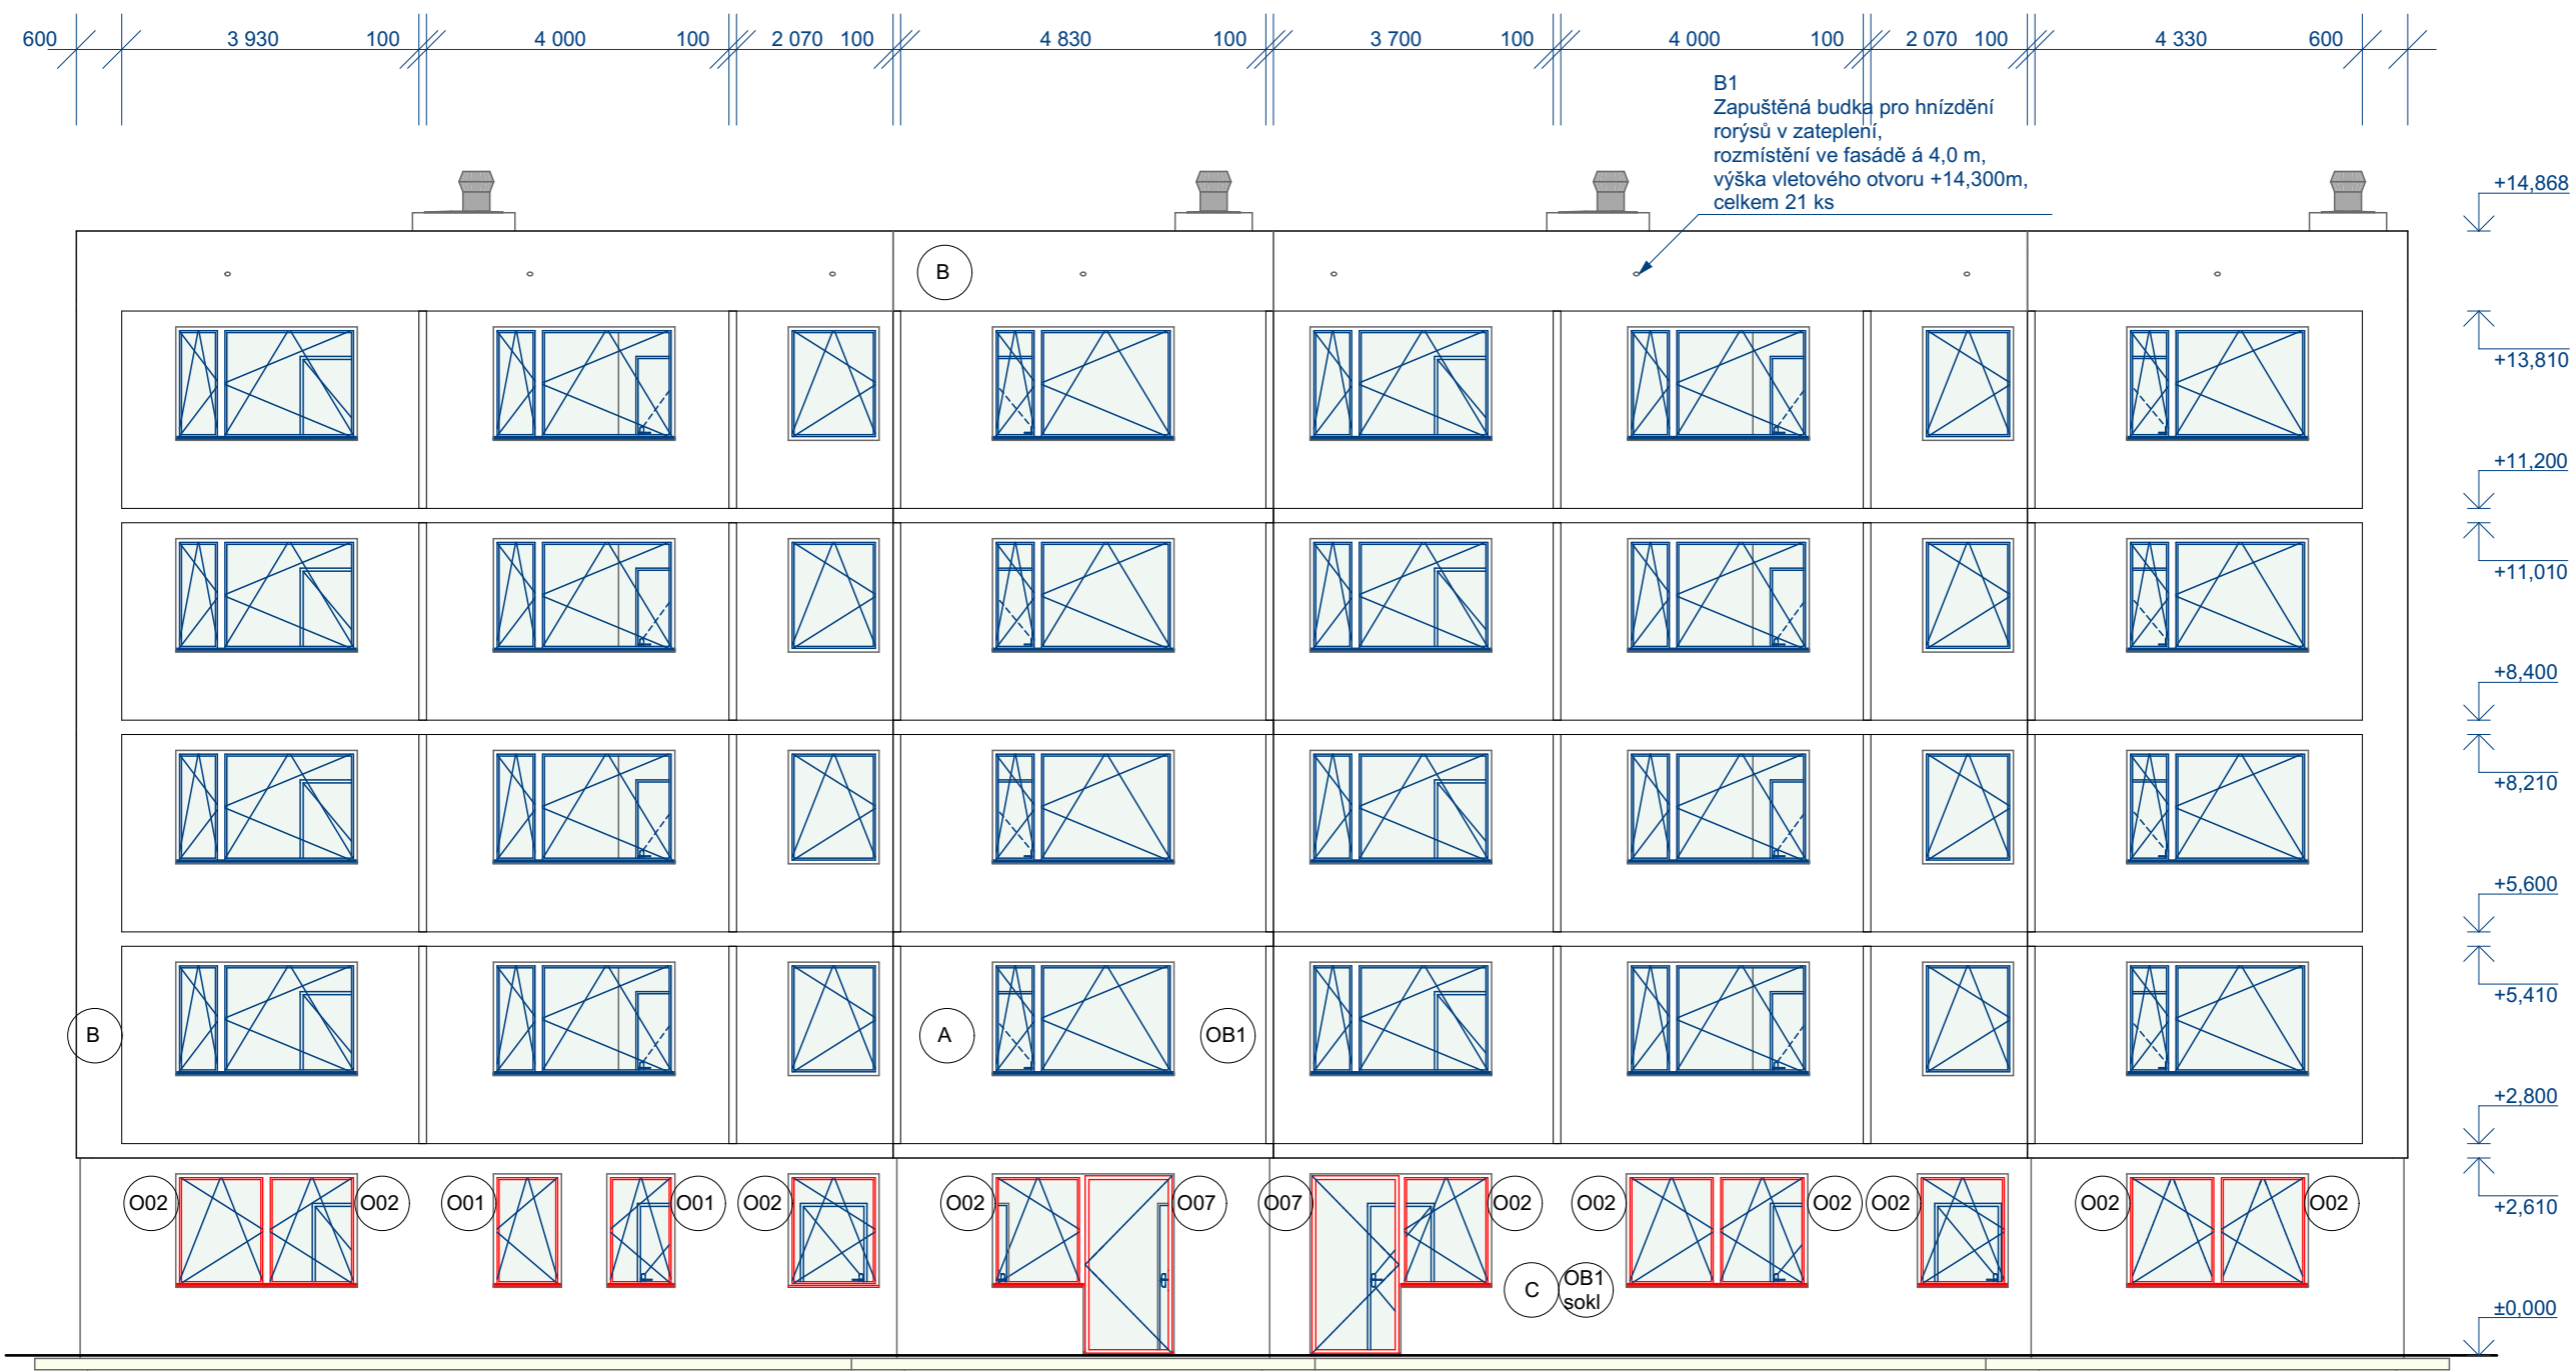 600 3 930 100 4 000 100 2 070 100 4 830 100 3 700 100 4 000 100 2 070 100 4 330 600
B1
Zapuštěná budka pro hnízdění
rorýsů v zateplení,
rozmístění ve fasádě á 4,0 m,
výška vletového otvoru +14,300m,
celkem 21 ks
+14,868
B
+13,810
+11,200
+11,010
+8,400
+8,210
+5,600
+5,410
B
A
OB1
+2,800
O02
O02
O01
O01
O02
O02
O07
O07
O02
O02
O02
O02
O02
O02
+2,610
C
OB1
sokl
±0,000